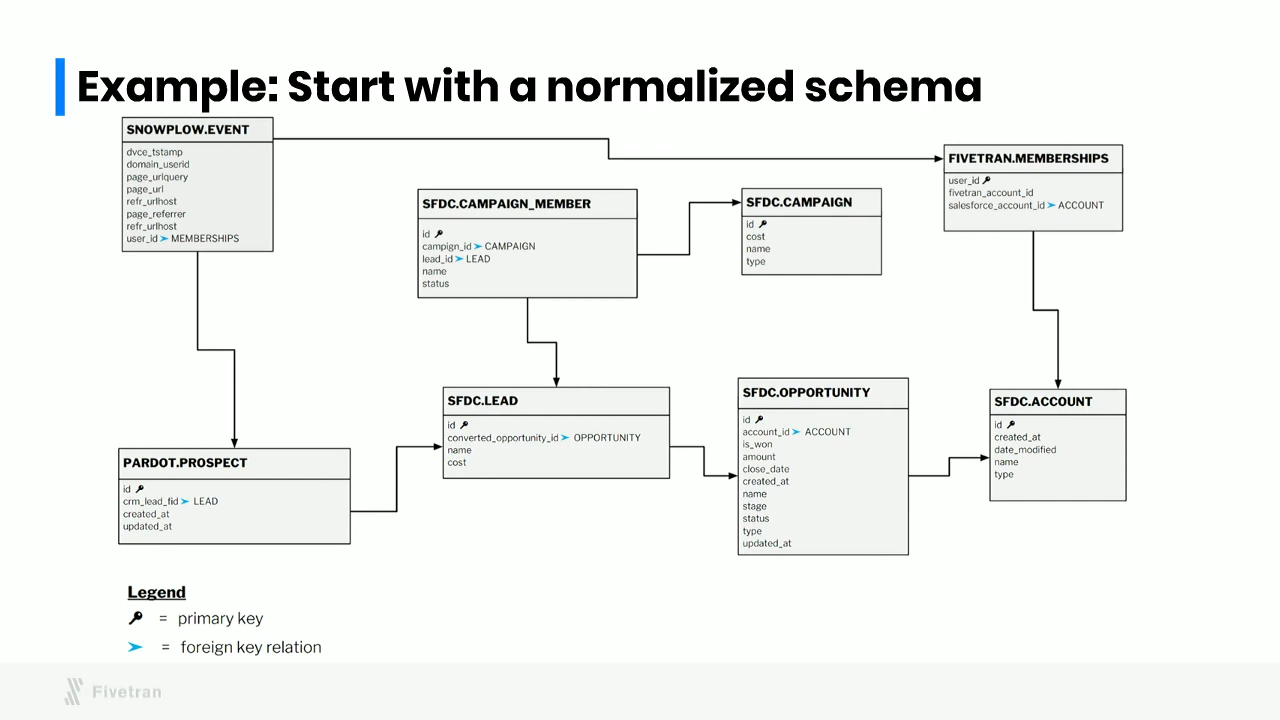 Example: Start with a normalized schema
SNOWPLOW.EVENT
dvce_tstamp
domain_userid
page_urlquery
page_url
refr_urlhost
page_referrer
refr_urlhost
user_id ➤ MEMBERSHIPS
SFDC.CAMPAIGN_MEMBER
id
campign_id ➤ CAMPAIGN
lead_id ➤ LEAD
name
status
SFDC.CAMPAIGN
id
cost
name
type
FIVETRAN.MEMBERSHIPS
user_id
fivetran_account_id
salesforce_account_id ➤ ACCOUNT
PARDOT.PROSPECT
id
crm_lead_fid ➤ LEAD
created_at
updated_at
SFDC.LEAD
id
converted_opportunity_id ➤ OPPORTUNITY
name
cost
SFDC.OPPORTUNITY
id
account_id ➤ ACCOUNT
is_won
amount
close_date
created_at
name
stage
status
type
updated_at
SFDC.ACCOUNT
id
created_at
date_modified
name
type
Legend
= primary key
➤ = foreign key relation
Fivetran